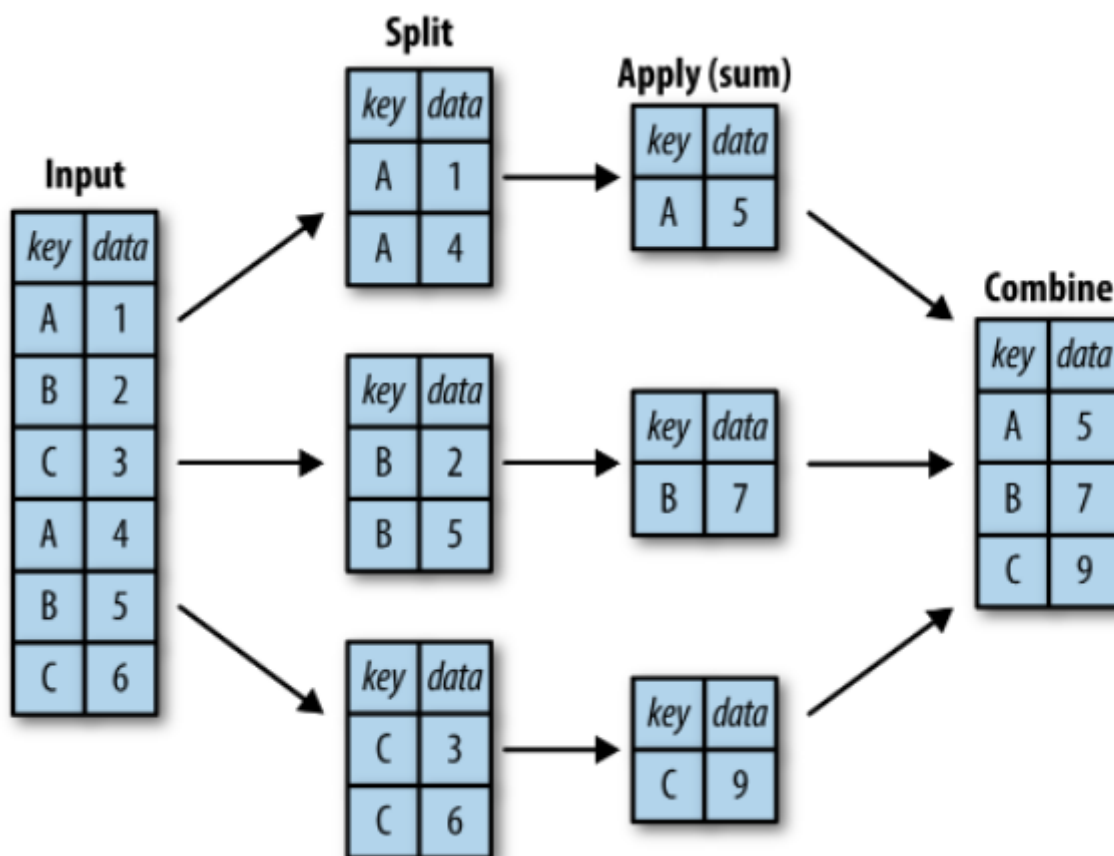 Input
key data
A 1
B 2
C 3
A 4
B 5
C 6
Split
key data
A 1
A 4
key data
B 2
B 5
key data
C 3
C 6
Apply (sum)
key data
A 5
key data
B 7
key data
C 9
Combine
key data
A 5
B 7
C 9